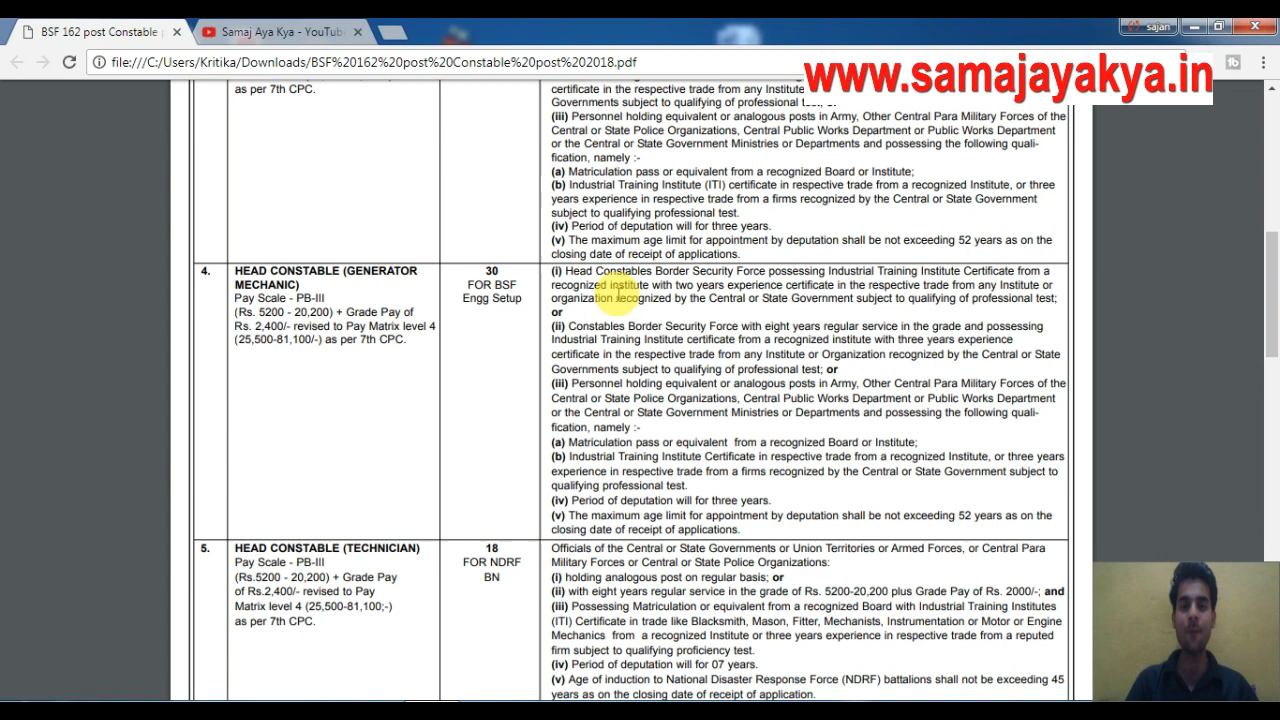 BSF 162 post Constable
Samaj Aya Kya - YouTube
sajan
file:///C:/Users/Kritika/Downloads/BSF%20162%20post%20Constable%20post%202018.pdf
www.samajayakya.in
as per 7th CPC.
certificate in the respective trade from any Institute
Governments subject to qualifying of professional
(iii) Personnel holding equivalent or analogous posts in Army, Other Central Para Military Forces of the
Central or State Police Organizations, Central Public Works Department or Public Works Department
or the Central or State Government Ministries or Departments and possessing the following quali-
fication, namely :-
(a) Matriculation pass or equivalent from a recognized Board or Institute;
(b) Industrial Training Institute (ITI) certificate in respective trade from a recognized Institute, or three
years experience in respective trade from a firms recognized by the Central or State Government
subject to qualifying professional test.
(iv) Period of deputation will for three years.
(v) The maximum age limit for appointment by deputation shall be not exceeding 52 years as on the
closing date of receipt of applications.
4.
HEAD CONSTABLE (GENERATOR
MECHANIC)
Pay Scale - PB-III
(Rs. 5200 - 20,200) + Grade Pay of
Rs. 2,400/- revised to Pay Matrix level 4
(25,500-81,100/-) as per 7th CPC.
30
FOR BSF
Engg Setup
(i) Head Constables Border Security Force possessing Industrial Training Institute Certificate from a
recognized institute with two years experience certificate in the respective trade from any Institute or
organization recognized by the Central or State Government subject to qualifying of professional test;
or
(ii) Constables Border Security Force with eight years regular service in the grade and possessing
Industrial Training Institute certificate from a recognized institute with three years experience
certificate in the respective trade from any Institute or Organization recognized by the Central or State
Governments subject to qualifying of professional test; or
(iii) Personnel holding equivalent or analogous posts in Army, Other Central Para Military Forces of the
Central or State Police Organizations, Central Public Works Department or Public Works Department
or the Central or State Government Ministries or Departments and possessing the following quali-
fication, namely :-
(a) Matriculation pass or equivalent from a recognized Board or Institute;
(b) Industrial Training Institute Certificate in respective trade from a recognized Institute, or three years
experience in respective trade from a firms recognized by the Central or State Government subject to
qualifying professional test.
(iv) Period of deputation will for three years.
(v) The maximum age limit for appointment by deputation shall be not exceeding 52 years as on the
closing date of receipt of applications.
5.
HEAD CONSTABLE (TECHNICIAN)
Pay Scale - PB-III
(Rs.5200 - 20,200) + Grade Pay
of Rs.2,400/- revised to Pay
Matrix level 4 (25,500-81,100;-)
as per 7th CPC.
18
FOR NDRF
BN
Officials of the Central or State Governments or Union Territories or Armed Forces, or Central Para
Military Forces or Central or State Police Organizations:
(i) holding analogous post on regular basis; or
(ii) with eight years regular service in the grade of Rs. 5200-20,200 plus Grade Pay of Rs. 2000/-; and
(iii) Possessing Matriculation or equivalent from a recognized Board with Industrial Training Institutes
(ITI) Certificate in trade like Blacksmith, Mason, Fitter, Mechanists, Instrumentation or Motor or Engine
Mechanics from a recognized Institute or three years experience in respective trade from a reputed
firm subject to qualifying proficiency test.
(iv) Period of deputation will for 07 years.
(v) Age of induction to National Disaster Response Force (NDRF) battalions shall not be exceeding 45
years as on the closing date of receipt of application.